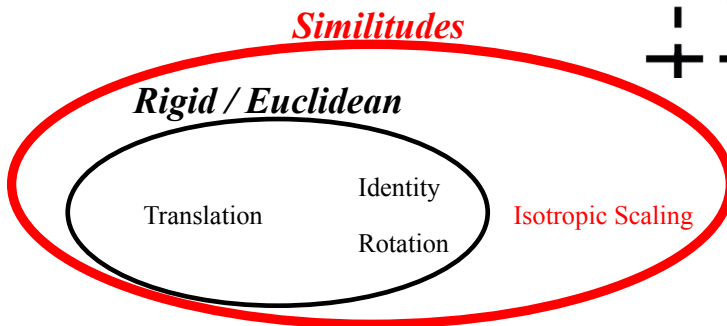 Similitudes
Rigid / Euclidean
Identity
Translation
Isotropic Scaling
Rotation